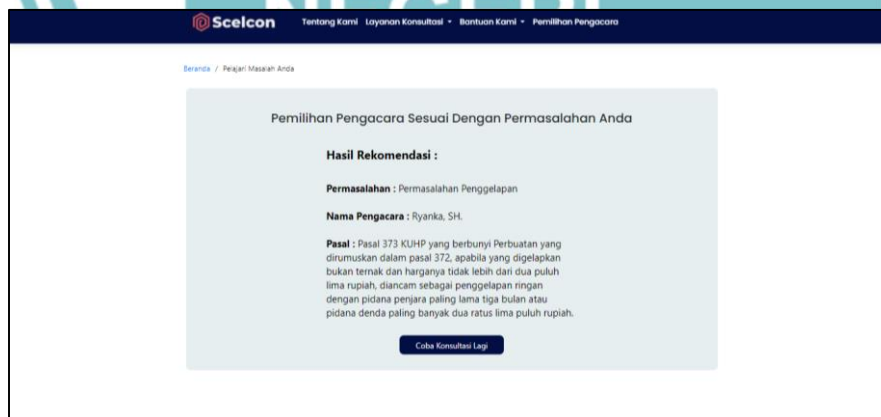 Scelcon Tentang Kami Layanan Konsultasi Bantuan Kami Pemilihan Pengacara
Beranda / Pelajari Masalah Anda
Pemilihan Pengacara Sesuai Dengan Permasalahan Anda
Hasil Rekomendasi :
Permasalahan : Permasalahan Penggelapan
Nama Pengacara : Ryanka, SH.
Pasal : Pasal 373 KUHP yang berbunyi Perbuatan yang
dirumuskan dalam pasal 372, apabila yang digelapkan
bukan ternak dan harganya tidak lebih dari dua puluh
lima rupiah, diancam sebagai penggelapan ringan
dengan pidana penjara paling lama tiga bulan atau
pidana denda paling banyak dua ratus lima puluh rupiah.
Coba Konsultasi Lagi